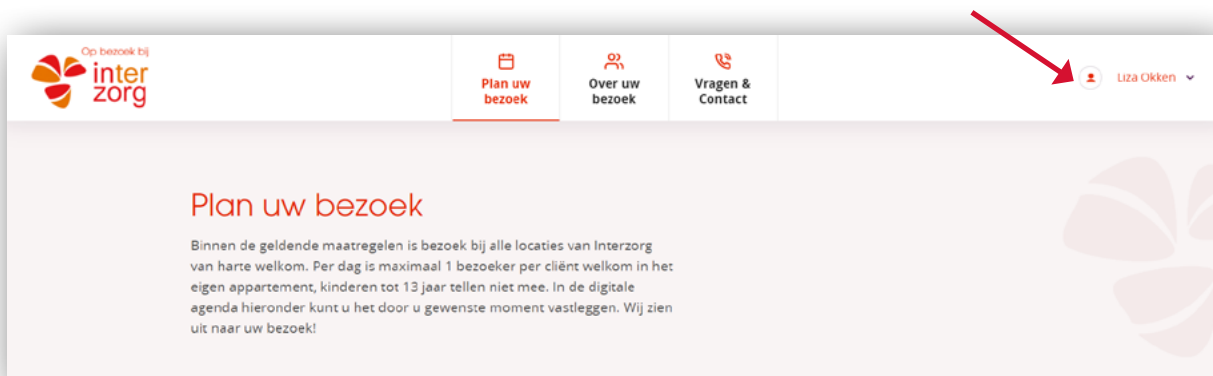 Op bezoek bij
inter
zorg
Plan uw
bezoek
Over uw
bezoek
Vragen &
Contact
Liza Okken
Plan uw bezoek
Binnen de geldende maatregelen is bezoek bij alle locaties van Interzorg
van harte welkom. Per dag is maximaal 1 bezoeker per cliënt welkom in het
eigen appartement, kinderen tot 13 jaar tellen niet mee. In de digitale
agenda hieronder kunt u het door u gewenste moment vastleggen. Wij zien
uit naar uw bezoek!